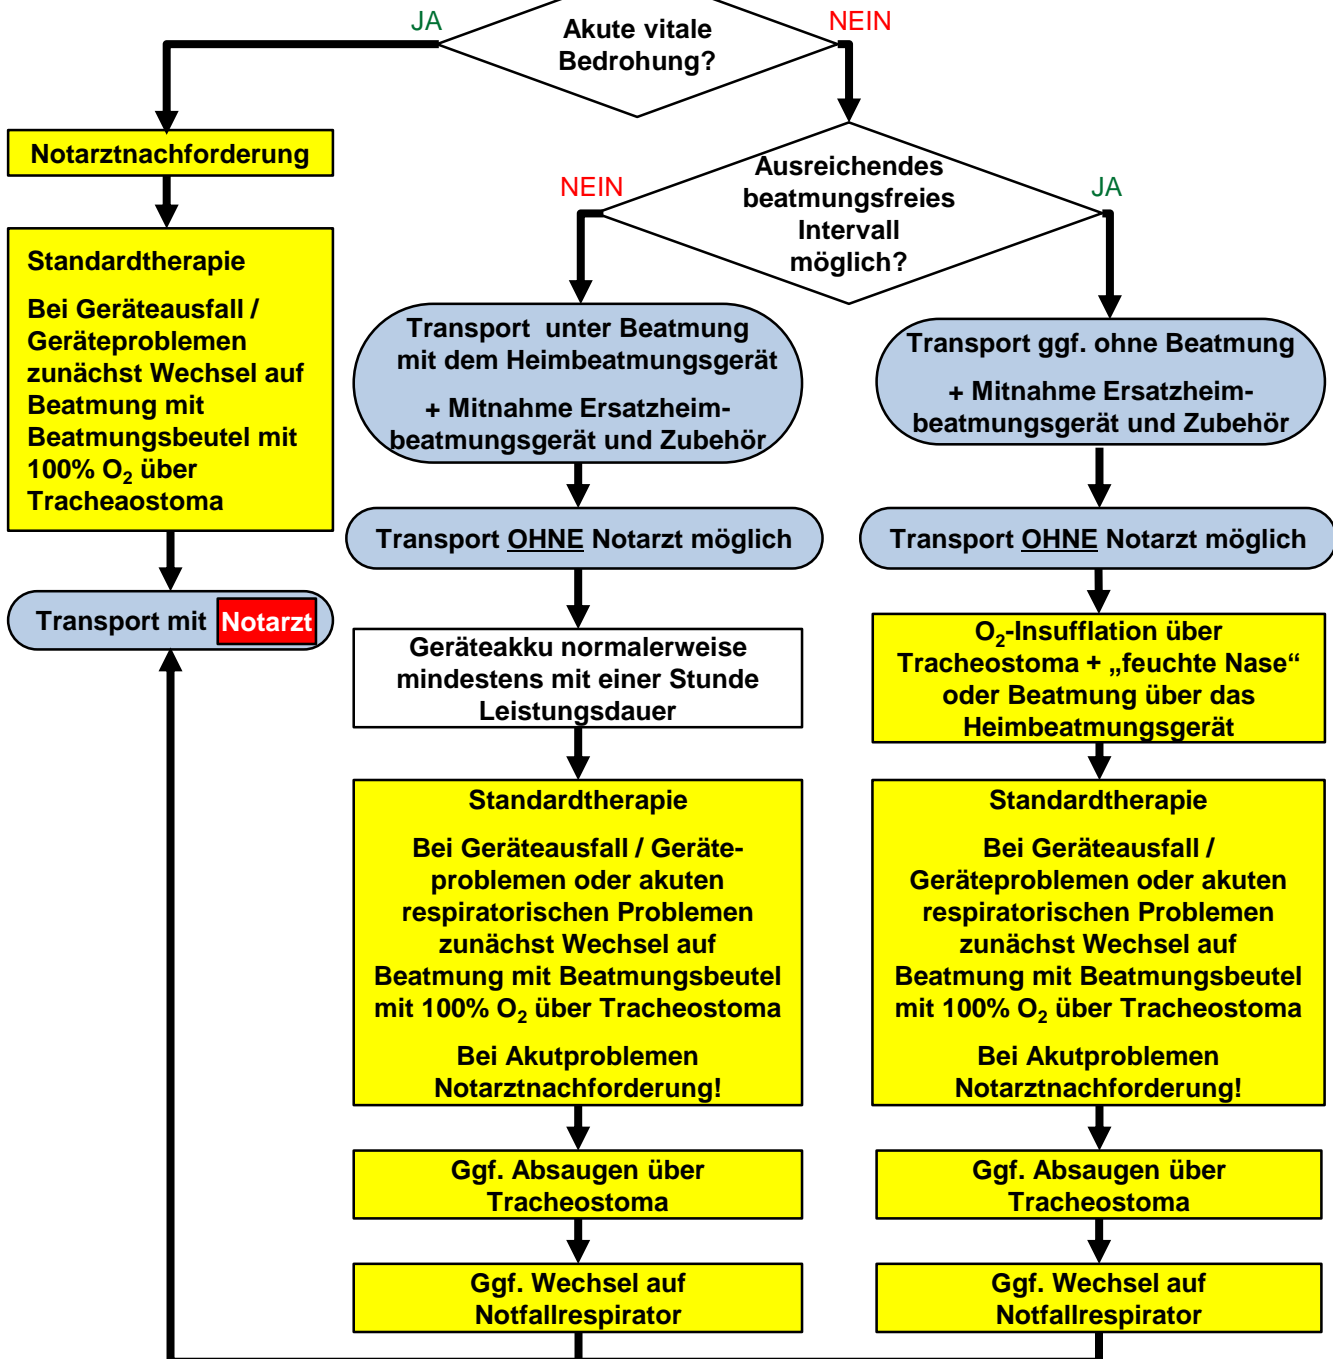 JA
NEIN
Akute vitale
Bedrohung?
Notarztnachforderung
Standardtherapie
Bei Geräteausfall /
Geräteproblemen
zunächst Wechsel auf
Beatmung mit
Beatmungsbeutel mit
100% O₂ über
Tracheaostoma
Transport mit Notarzt
Ausreichendes
beatmungsfreies
Intervall
möglich?
NEIN
JA
Transport unter Beatmung
mit dem Heimbeatmungsgerät
+ Mitnahme Ersatzheim-
beatmungsgerät und Zubehör
Transport OHNE Notarzt möglich
Geräteakku normalerweise
mindestens mit einer Stunde
Leistungsdauer
Standardtherapie
Bei Geräteausfall / Geräte-
problemen oder akuten
respiratorischen Problemen
zunächst Wechsel auf
Beatmung mit Beatmungsbeutel
mit 100% O₂ über Tracheostoma
Bei Akutproblemen
Notarztnachforderung!
Ggf. Absaugen über
Tracheostoma
Ggf. Wechsel auf
Notfallrespirator
Transport ggf. ohne Beatmung
+ Mitnahme Ersatzheim-
beatmungsgerät und Zubehör
Transport OHNE Notarzt möglich
O₂-Insufflation über
Tracheostoma + „feuchte Nase“
oder Beatmung über das
Heimbeatmungsgerät
Standardtherapie
Bei Geräteausfall /
Geräteproblemen oder akuten
respiratorischen Problemen
zunächst Wechsel auf
Beatmung mit Beatmungsbeutel
mit 100% O₂ über Tracheostoma
Bei Akutproblemen
Notarztnachforderung!
Ggf. Absaugen über
Tracheostoma
Ggf. Wechsel auf
Notfallrespirator